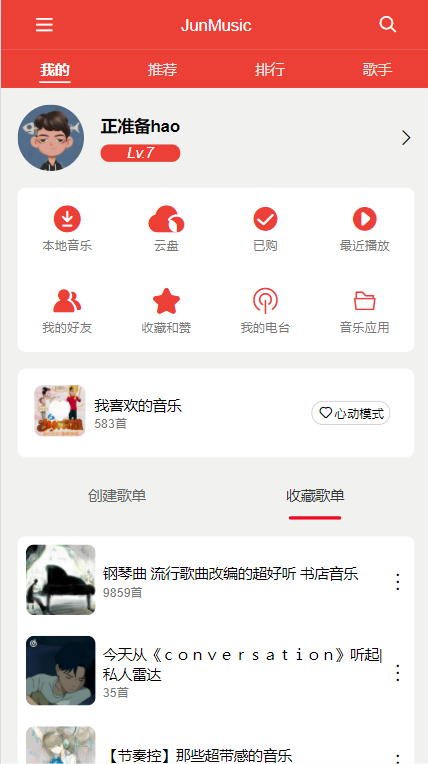 JunMusic
我的 推荐 排行 歌手
正准备hao
Lv.7
本地音乐 云盘 已购 最近播放
我的好友 收藏和赞 我的电台 音乐应用
我喜欢的音乐
583首
心动模式
创建歌单 收藏歌单
钢琴曲 流行歌曲改编的超好听 书店音乐
9859首
今天从《ｃｏｎｖｅｒｓａｔｉｏｎ》听起|
私人雷达
35首
【节奏控】那些超带感的音乐